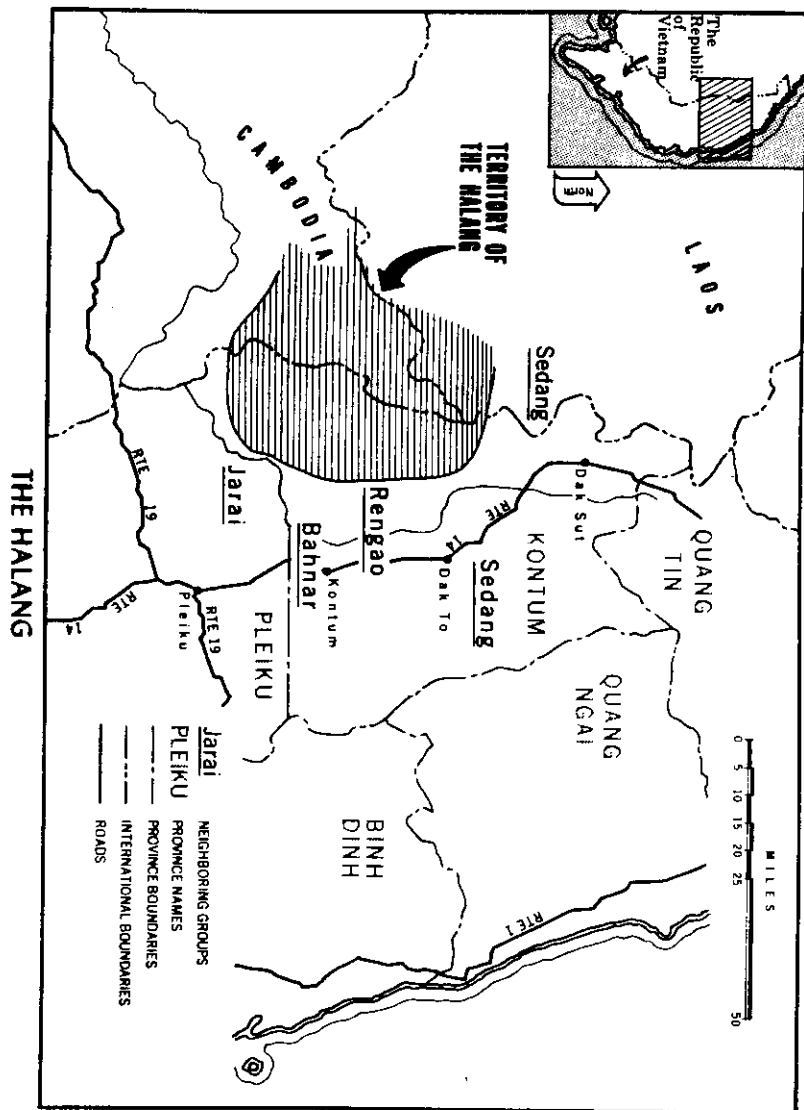 The
Republic
of
Vietnam
North
LAOS
CAMBODIA
TERRITORY OF
THE HALANG
Sedang
Dak Sut
QUANG
TIN
KONTUM
RTE
14
Dak To
Sedang
Rengao
Bahnar
Kontum
Jarai
PLEIKU
RTE
19
Pleiku
RTE 19
RTE
14
QUANG
NGAI
BINH
DINH
RTE 1
MILES
0 5 10 15 20 25 50
Jarai NEIGHBORING GROUPS
PLEIKU PROVINCE NAMES
PROVINCE BOUNDARIES
INTERNATIONAL BOUNDARIES
ROADS
THE HALANG